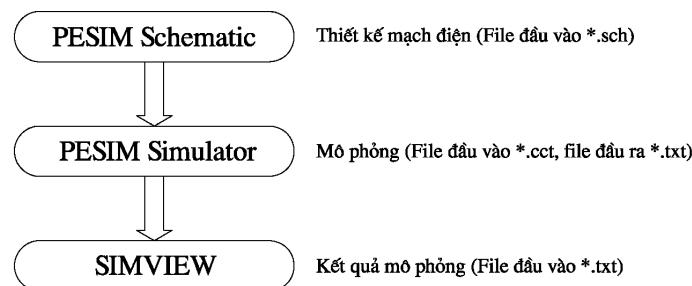 PESIM Schematic
Thiết kế mạch điện (File đầu vào *.sch)
PESIM Simulator
Mô phỏng (File đầu vào *.cct, file đầu ra *.txt)
SIMVIEW
Kết quả mô phỏng (File đầu vào *.txt)